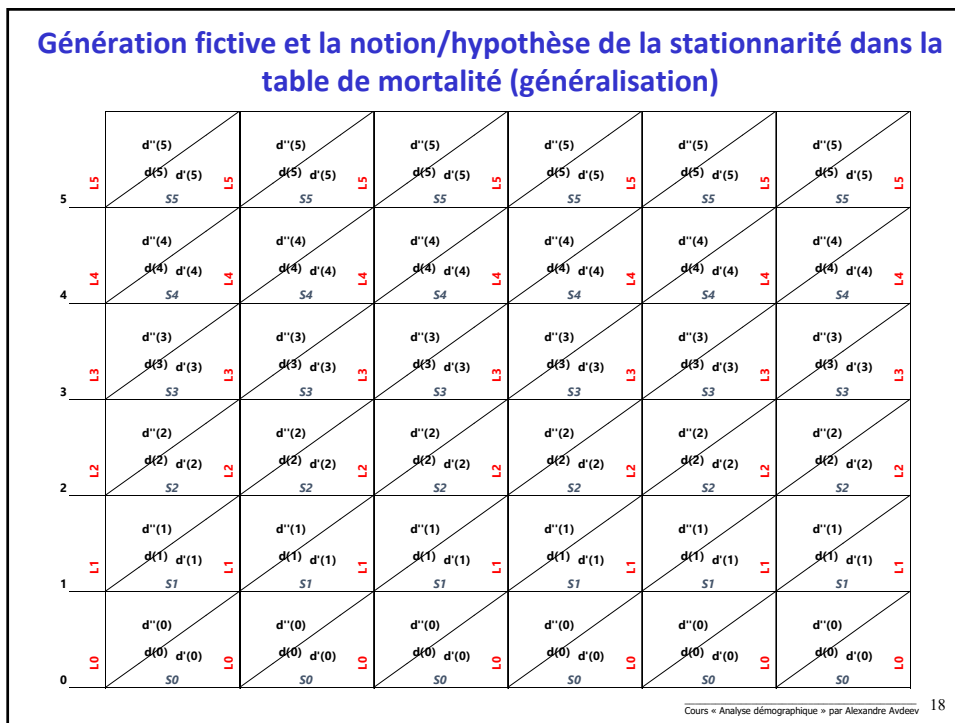 Génération fictive et la notion/hypothèse de la stationnarité dans la
table de mortalité (généralisation)
d''(5) d''(5) d''(5) d''(5) d''(5) d''(5)
L5 d(5) d'(5) L5 d(5) d'(5) L5 d(5) d'(5) L5 d(5) d'(5) L5 d(5) d'(5) L5 d(5) d'(5) L5
5 S5 S5 S5 S5 S5 S5
d''(4) d''(4) d''(4) d''(4) d''(4) d''(4)
L4 d(4) d'(4) L4 d(4) d'(4) L4 d(4) d'(4) L4 d(4) d'(4) L4 d(4) d'(4) L4 d(4) d'(4) L4
4 S4 S4 S4 S4 S4 S4
d''(3) d''(3) d''(3) d''(3) d''(3) d''(3)
L3 d(3) d'(3) L3 d(3) d'(3) L3 d(3) d'(3) L3 d(3) d'(3) L3 d(3) d'(3) L3 d(3) d'(3) L3
3 S3 S3 S3 S3 S3 S3
d''(2) d''(2) d''(2) d''(2) d''(2) d''(2)
L2 d(2) d'(2) L2 d(2) d'(2) L2 d(2) d'(2) L2 d(2) d'(2) L2 d(2) d'(2) L2 d(2) d'(2) L2
2 S2 S2 S2 S2 S2 S2
d''(1) d''(1) d''(1) d''(1) d''(1) d''(1)
L1 d(1) d'(1) L1 d(1) d'(1) L1 d(1) d'(1) L1 d(1) d'(1) L1 d(1) d'(1) L1 d(1) d'(1) L1
1 S1 S1 S1 S1 S1 S1
d''(0) d''(0) d''(0) d''(0) d''(0) d''(0)
L0 d(0) d'(0) L0 d(0) d'(0) L0 d(0) d'(0) L0 d(0) d'(0) L0 d(0) d'(0) L0 d(0) d'(0) L0
0 S0 S0 S0 S0 S0 S0
Cours « Analyse démographique » par Alexandre Avdeev 18